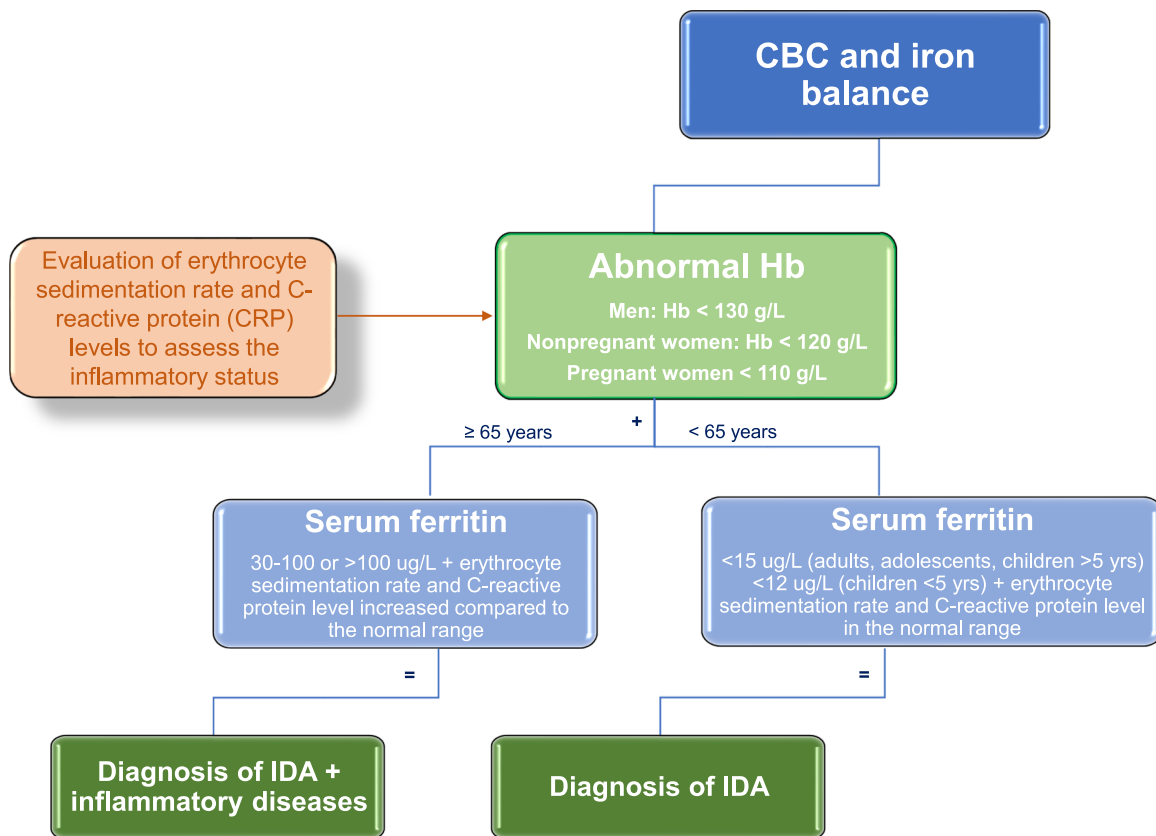 CBC and iron
balance
Evaluation of erythrocyte
sedimentation rate and C-
reactive protein (CRP)
levels to assess the
inflammatory status
Abnormal Hb
Men: Hb < 130 g/L
Nonpregnant women: Hb < 120 g/L
Pregnant women < 110 g/L
≥ 65 years
+
< 65 years
Serum ferritin
30-100 or >100 ug/L + erythrocyte
sedimentation rate and C-reactive
protein level increased compared to
the normal range
Serum ferritin
<15 ug/L (adults, adolescents, children >5 yrs)
<12 ug/L (children <5 yrs) + erythrocyte
sedimentation rate and C-reactive protein level
in the normal range
=
=
Diagnosis of IDA +
inflammatory diseases
Diagnosis of IDA